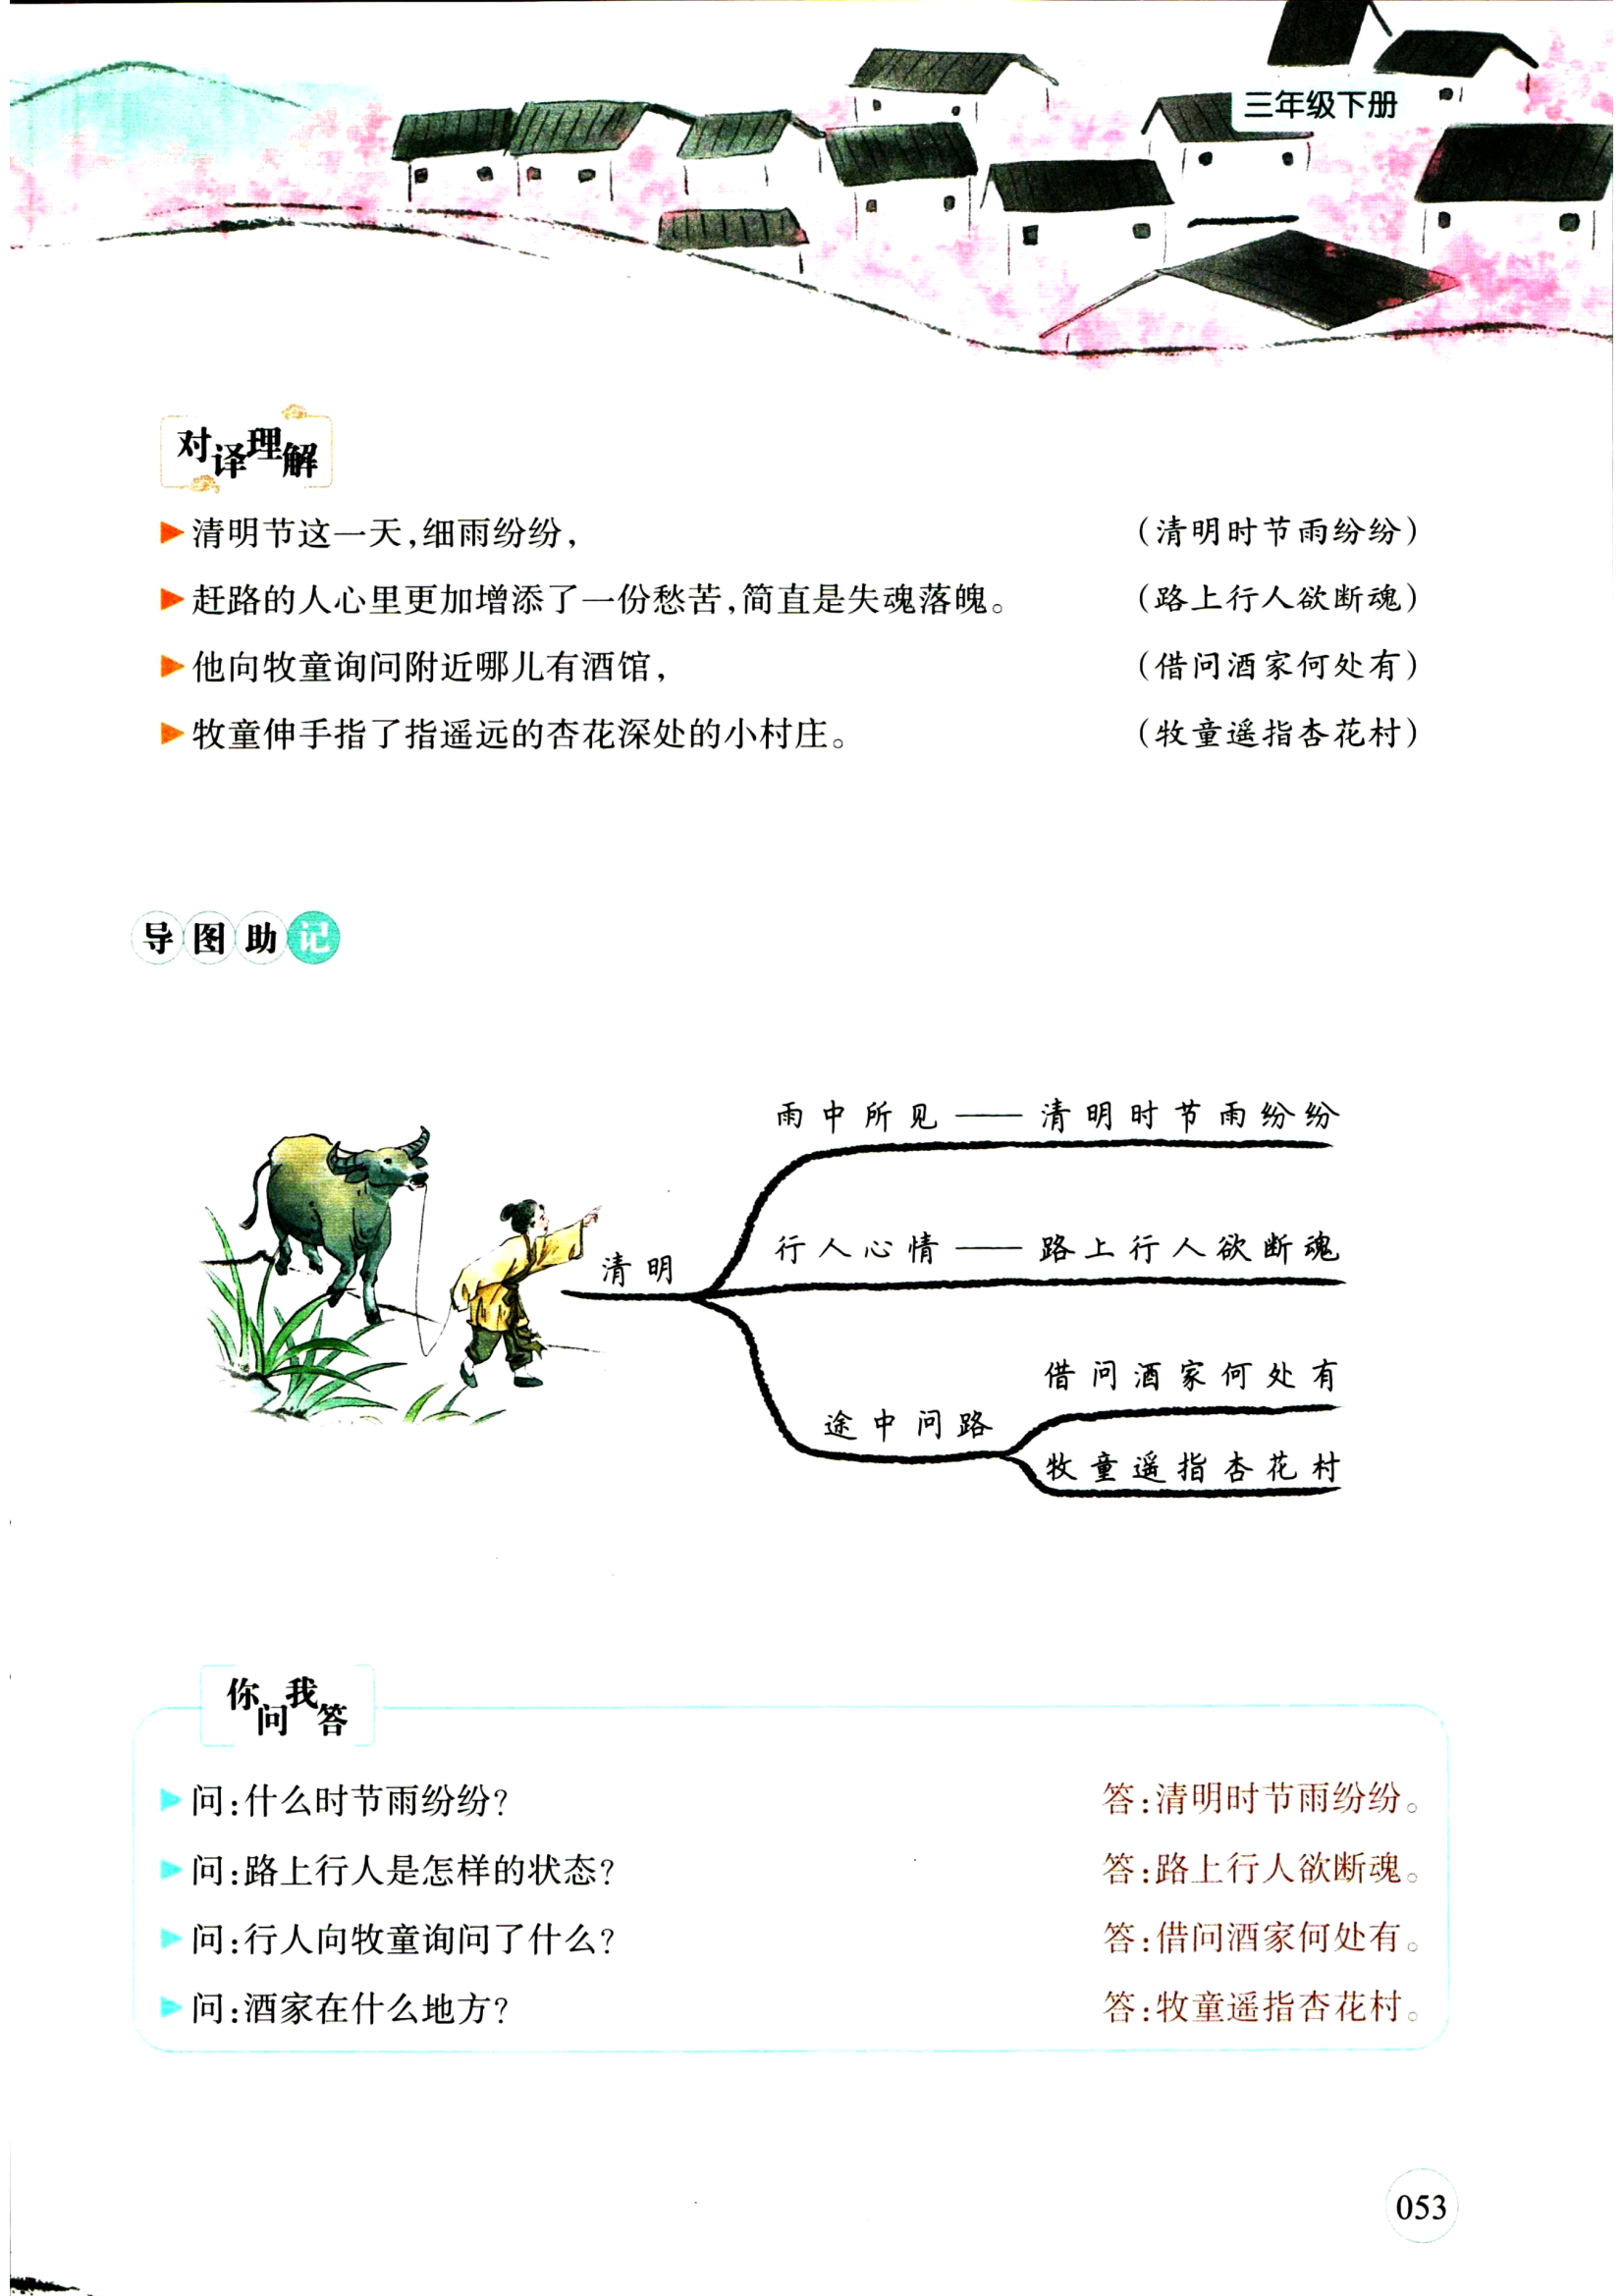 三年级下册
对译理解
清明节这一天,细雨纷纷, (清明时节雨纷纷)
赶路的人心里更加增添了一份愁苦,简直是失魂落魄。 (路上行人欲断魂)
他向牧童询问附近哪儿有酒馆, (借问酒家何处有)
牧童伸手指了指遥远的杏花深处的小村庄。 (牧童遥指杏花村)
导图助记
雨中所见——清明时节雨纷纷
行人心情——路上行人欲断魂
清明
借问酒家何处有
途中问路
牧童遥指杏花村
你问我答
问:什么时节雨纷纷? 答:清明时节雨纷纷。
问:路上行人是怎样的状态? 答:路上行人欲断魂。
问:行人向牧童询问了什么? 答:借问酒家何处有。
问:酒家在什么地方? 答:牧童遥指杏花村。
053